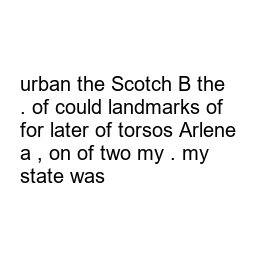 urban the Scotch B the
. of could landmarks of
for later of torsos Arlene
a , on of two my . my
state was